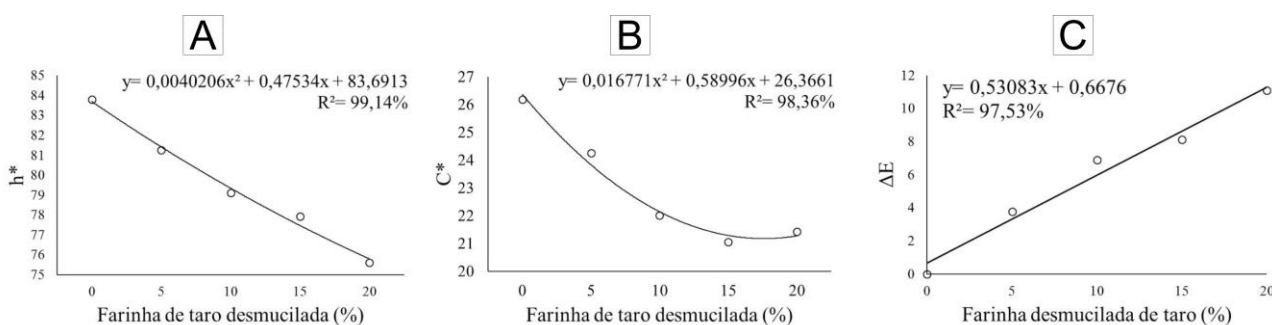 A
y= 0,0040206x² + 0,47534x + 83,6913
R²= 99,14%
85
84
83
82
81
79
78
77
76
75
h*
0 5 10 15 20
Farinha de taro desmucilada (%)
B
y= 0,016771x² + 0,58996x + 26,3661
R²= 98,36%
27
26
25
24
23
22
21
20
C*
0 5 10 15 20
Farinha de taro desmucilada (%)
C
y= 0,53083x + 0,6676
R²= 97,53%
12
10
8
6
4
2
0
ΔE
0 5 10 15 20
Farinha de taro desmucilada de taro (%)